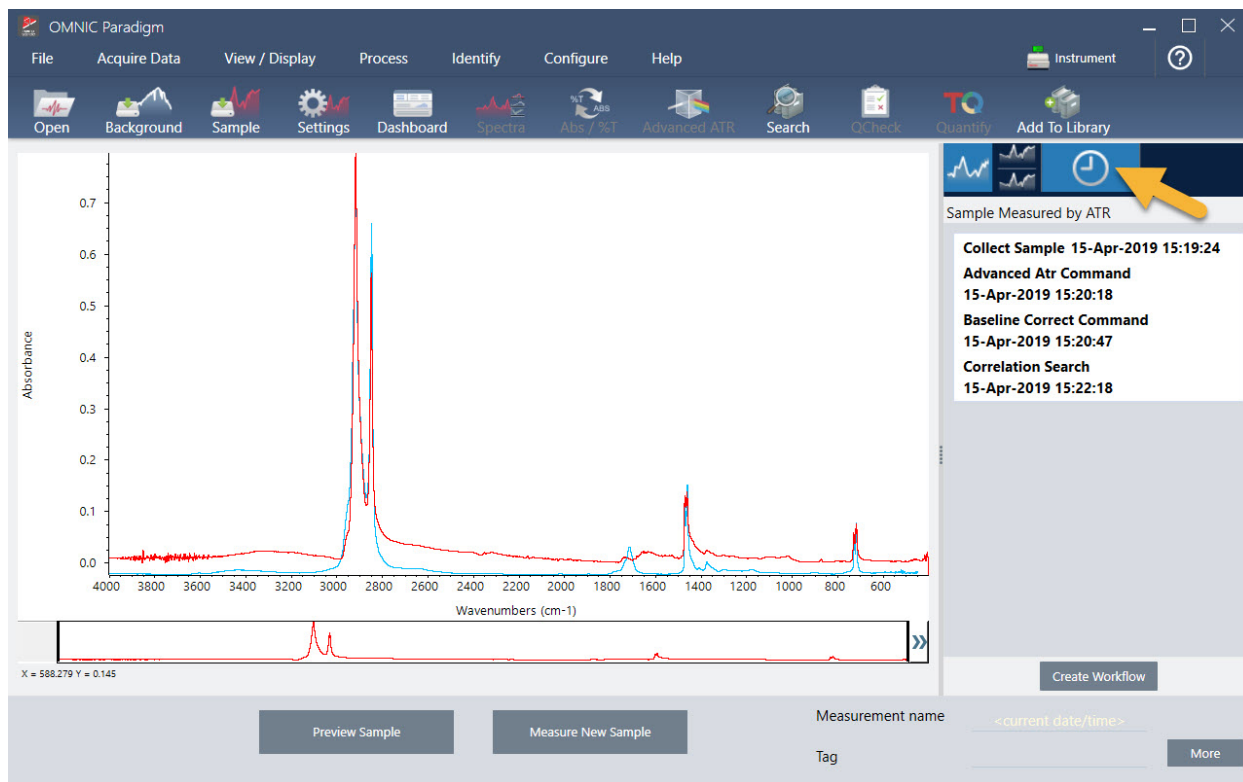 OMNIC Paradigm
File Acquire Data View / Display Process Identify Configure Help Instrument ?
%T ABS TQ
Open Background Sample Settings Dashboard Spectra Abs / %T Advanced ATR Search QCheck Quantify Add To Library
Sample Measured by ATR
Collect Sample 15-Apr-2019 15:19:24
Advanced Atr Command
15-Apr-2019 15:20:18
Baseline Correct Command
15-Apr-2019 15:20:47
Correlation Search
15-Apr-2019 15:22:18
Absorbance
0.7
0.6
0.5
0.4
0.3
0.2
0.1
0.0
4000 3800 3600 3400 3200 3000 2800 2600 2400 2200 2000 1800 1600 1400 1200 1000 800 600
Wavenumbers (cm-1)
X = 588.279 Y = 0.145
Create Workflow
Preview Sample Measure New Sample
Measurement name <current date/time>
Tag More